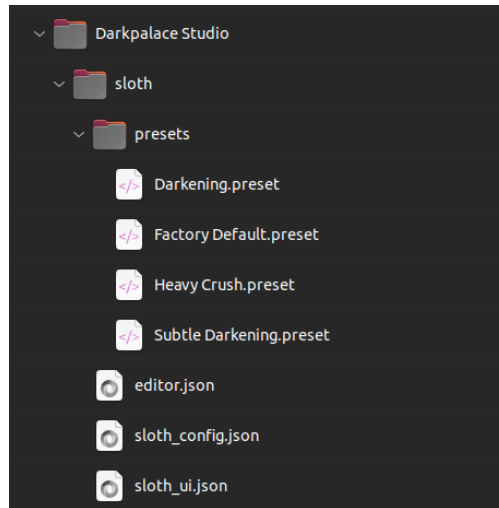 Darkpalace Studio
sloth
presets
Darkening.preset
Factory Default.preset
Heavy Crush.preset
Subtle Darkening.preset
editor.json
sloth_config.json
sloth_ui.json